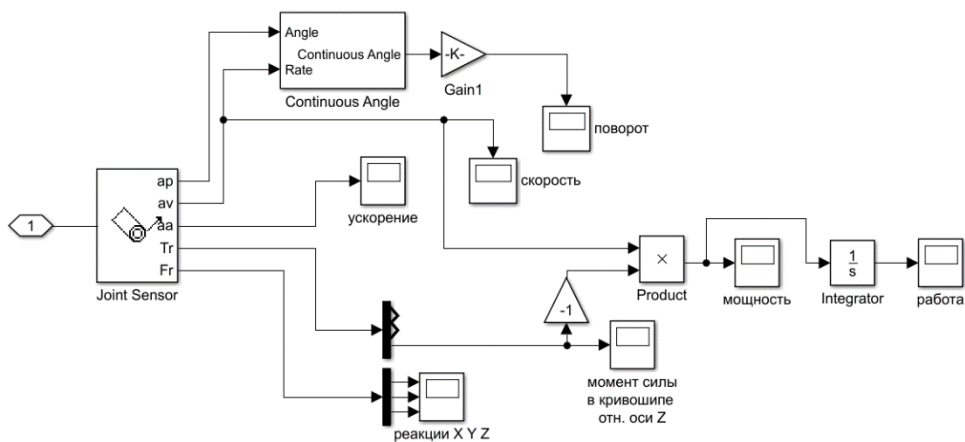 Angle
Continuous Angle
Rate
Continuous Angle
-K-
Gain1
поворот
скорость
ускорение
1
ap
av
aa
Tr
Fr
Joint Sensor
×
Product
-1
мощность
1
s
Integrator
работа
момент силы
в кривошипе
отн. оси Z
реакции X Y Z